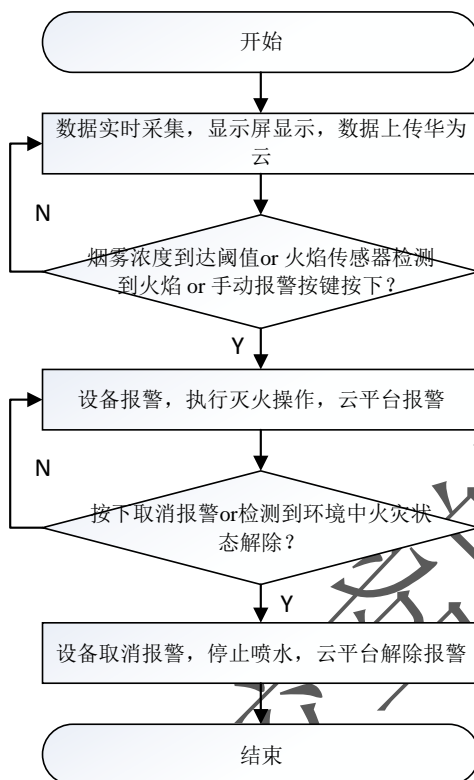 开始
数据实时采集，显示屏显示，数据上传华为
云
N
烟雾浓度到达阈值or 火焰传感器检测
到火焰 or 手动报警按键按下？
Y
设备报警，执行灭火操作，云平台报警
N
按下取消报警or检测到环境中火灾状
态解除？
Y
设备取消报警，停止喷水，云平台解除报警
结束